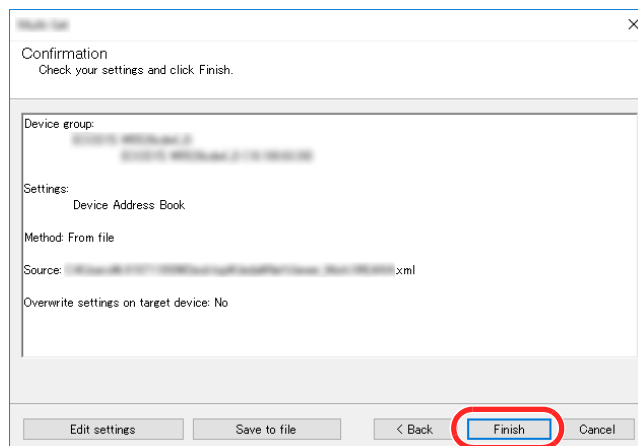 Confirmation
Check your settings and click Finish.
Device group:
Settings:
Device Address Book
Method: From file
Source: .xml
Overwrite settings on target device: No
Edit settings
Save to file
< Back
Finish
Cancel